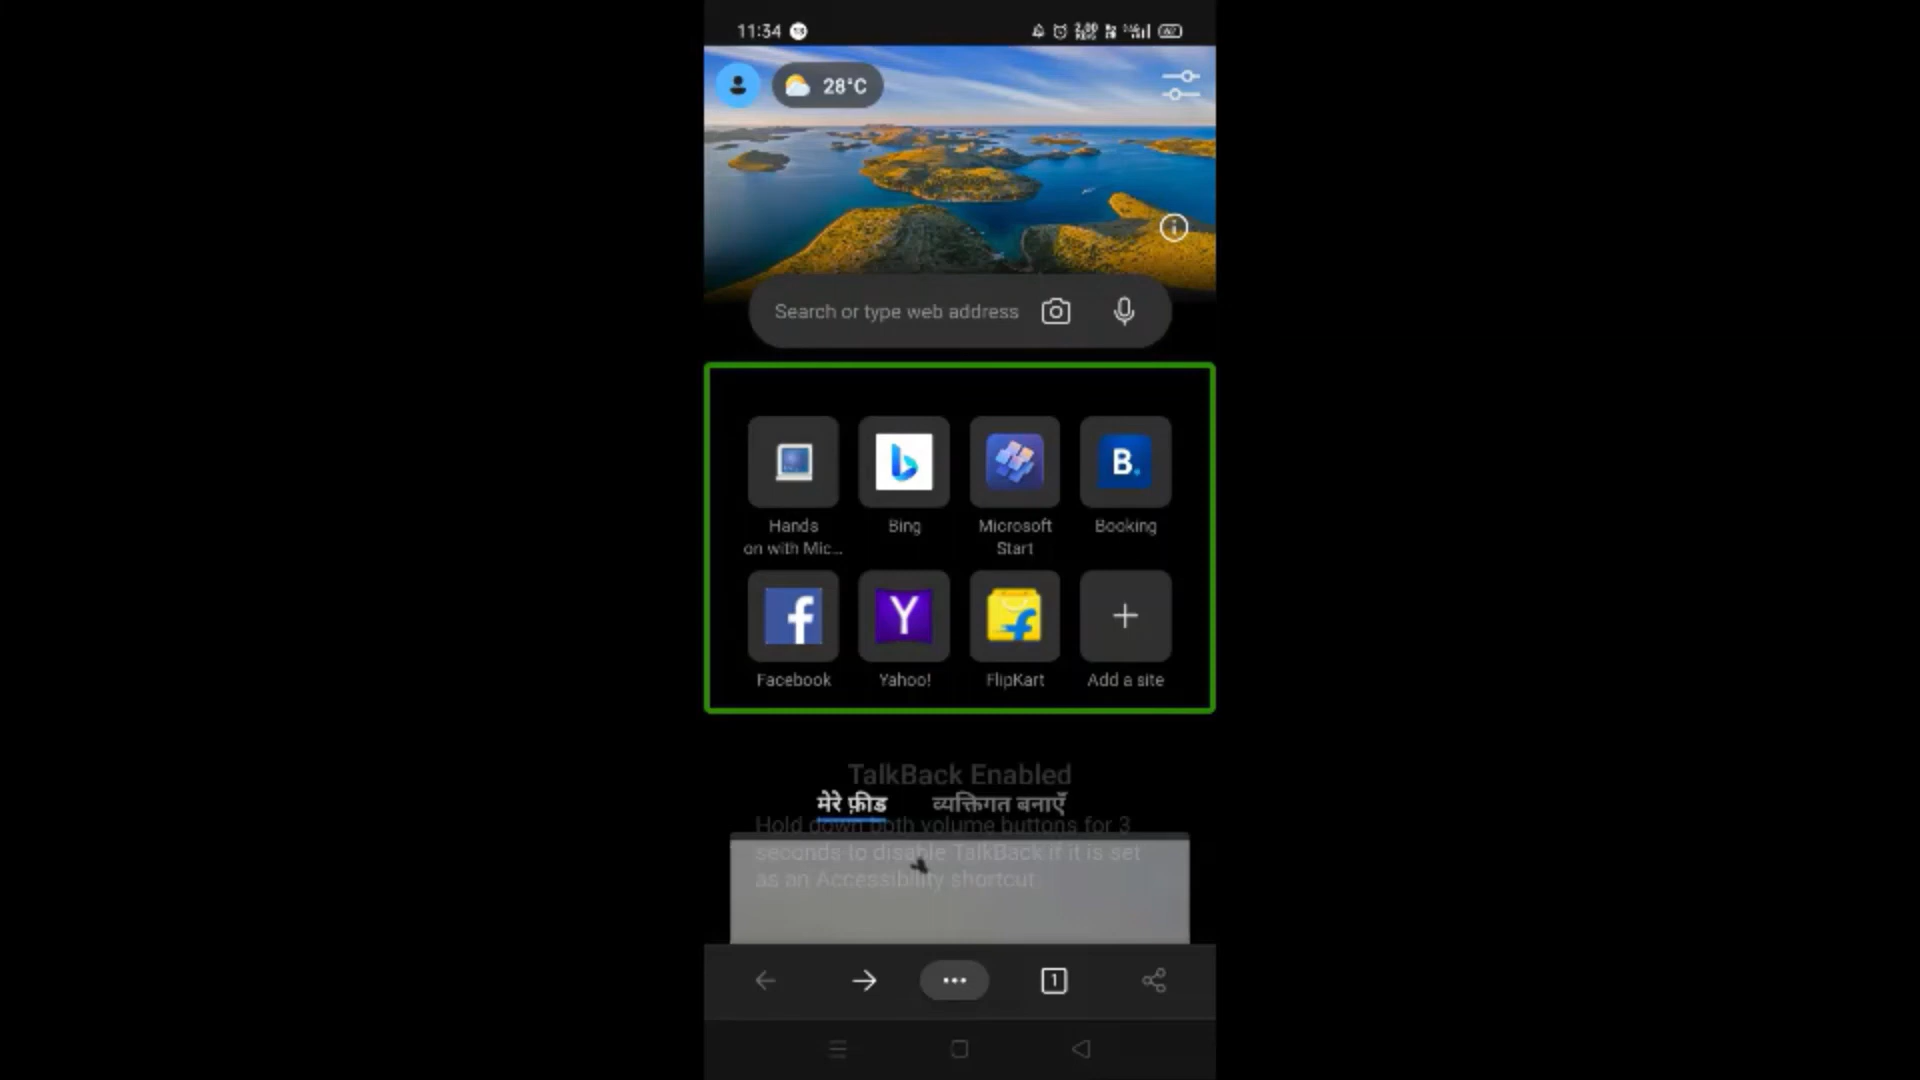 11:34
28°C
Search or type web address
Hands
on with Mic...
Bing
Microsoft
Start
Booking
Facebook
Yahoo!
FlipKart
Add a site
TalkBack Enabled
मेरे फ़ीड
व्यक्तिगत बनाएँ
Hold down both volume buttons for 3
seconds to disable TalkBack if it is set
as an Accessibility shortcut
1